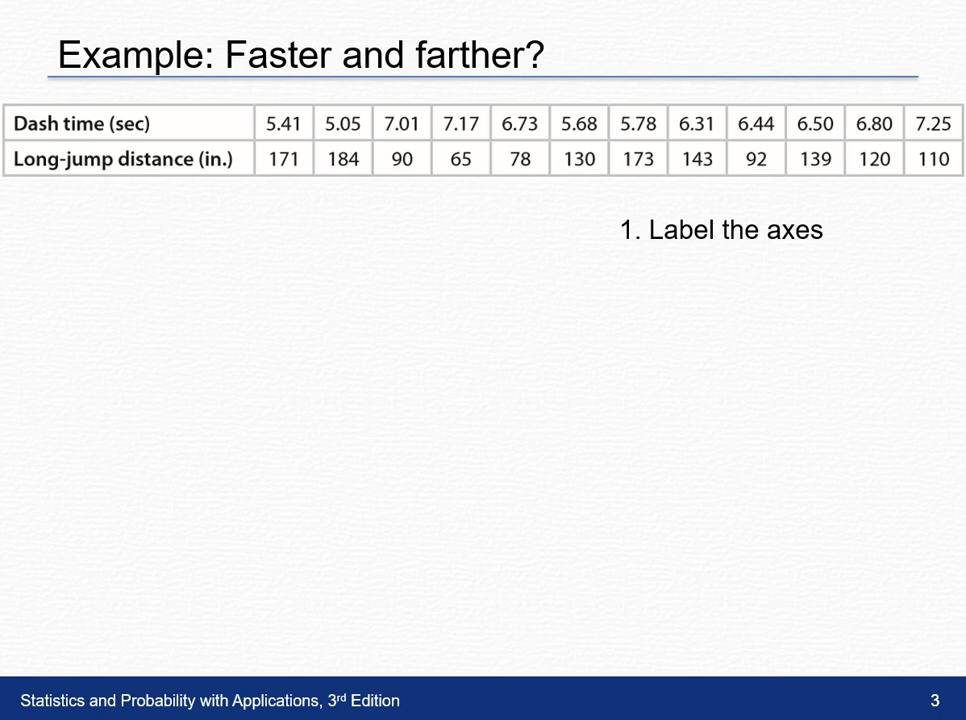 Example: Faster and farther?
Dash time (sec) 5.41 5.05 7.01 7.17 6.73 5.68 5.78 6.31 6.44 6.50 6.80 7.25
Long-jump distance (in.) 171 184 90 65 78 130 173 143 92 139 120 110
1. Label the axes
Statistics and Probability with Applications, 3rd Edition 3